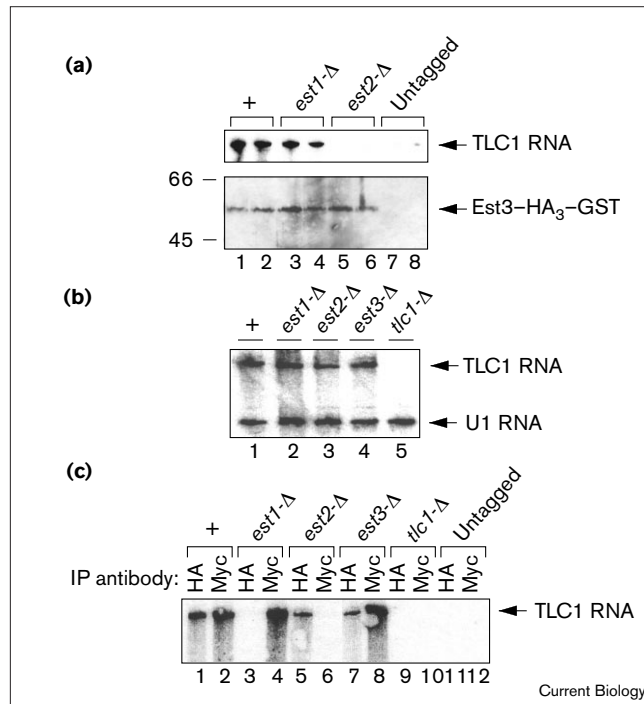 (a)
+ est1-Δ est2-Δ Untagged
TLC1 RNA
66
Est3–HA3–GST
45
1 2 3 4 5 6 7 8
(b)
+ est1-Δ est2-Δ est3-Δ tlc1-Δ
TLC1 RNA
U1 RNA
1 2 3 4 5
(c)
+ est1-Δ est2-Δ est3-Δ tlc1-Δ Untagged
IP antibody: HA Myc HA Myc HA Myc HA Myc HA Myc HA Myc
TLC1 RNA
1 2 3 4 5 6 7 8 9 101 1112
Current Biology